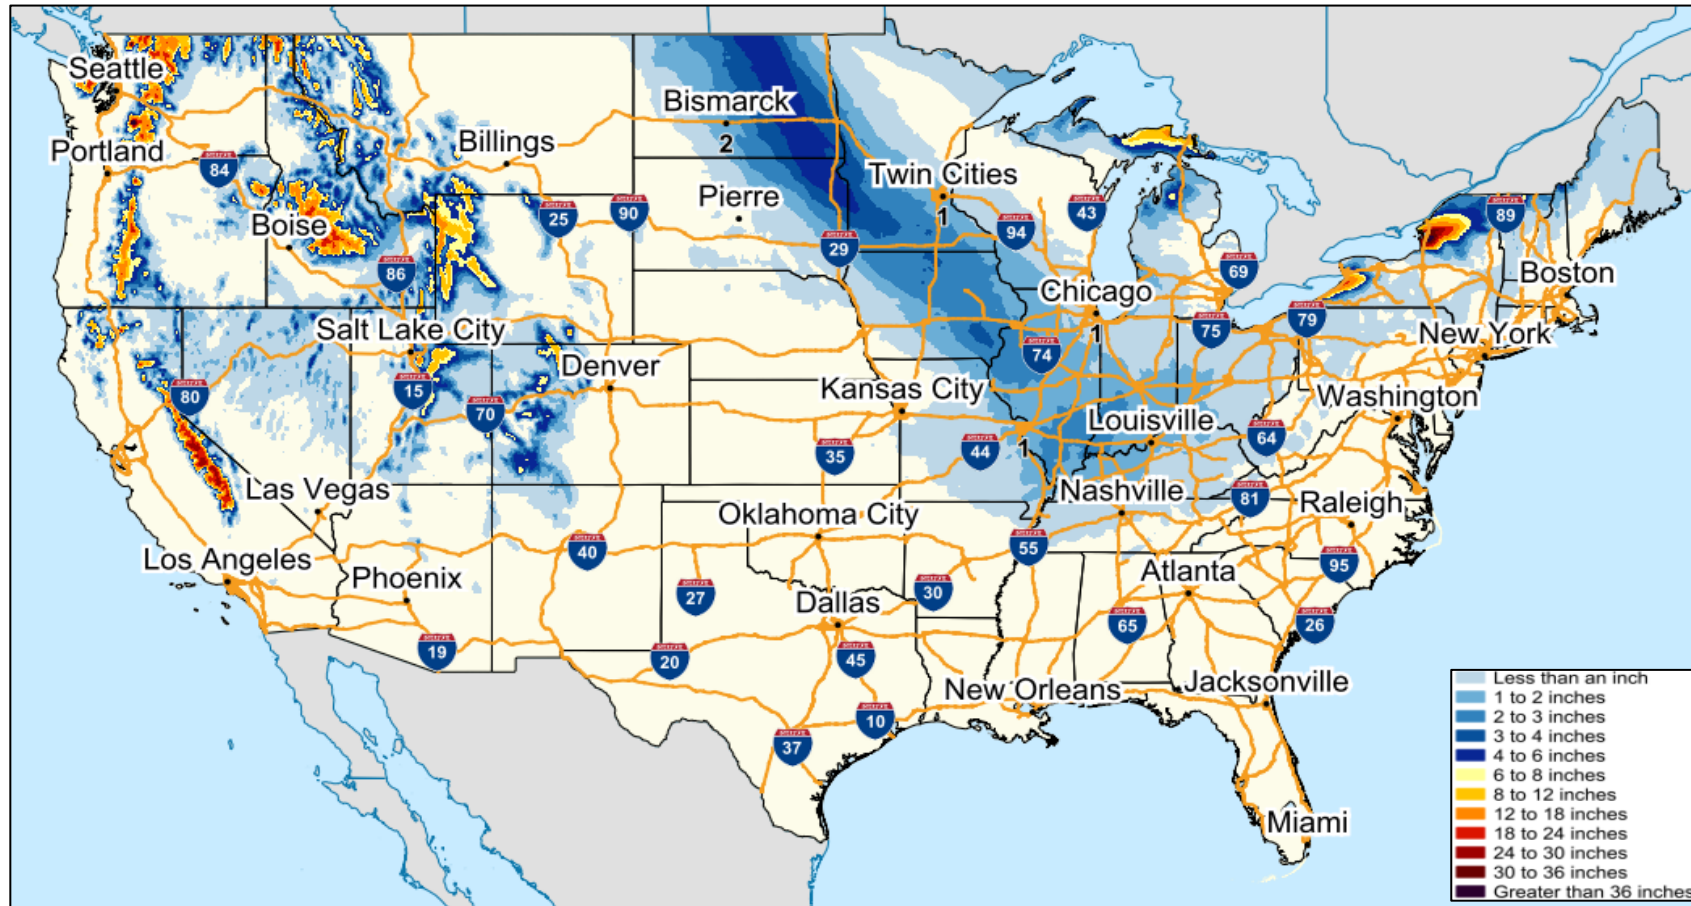 Seattle
Portland
84
Billings
Bismarck
2
Twin Cities
1
Pierre
Boise
25
90
29
94
43
69
89
86
Chicago
1
Boston
Salt Lake City
Denver
74
75
79
New York
15
80
70
Kansas City
Louisville
Washington
35
44
1
64
Las Vegas
Oklahoma City
Nashville
81
Raleigh
2
Los Angeles
Phoenix
40
27
Dallas
30
55
Atlanta
95
65
26
19
20
45
New Orleans
Jacksonville
10
37
Miami
Less than an inch
1 to 2 inches
2 to 3 inches
3 to 4 inches
4 to 6 inches
6 to 8 inches
8 to 12 inches
12 to 18 inches
18 to 24 inches
24 to 30 inches
30 to 36 inches
Greater than 36 inches